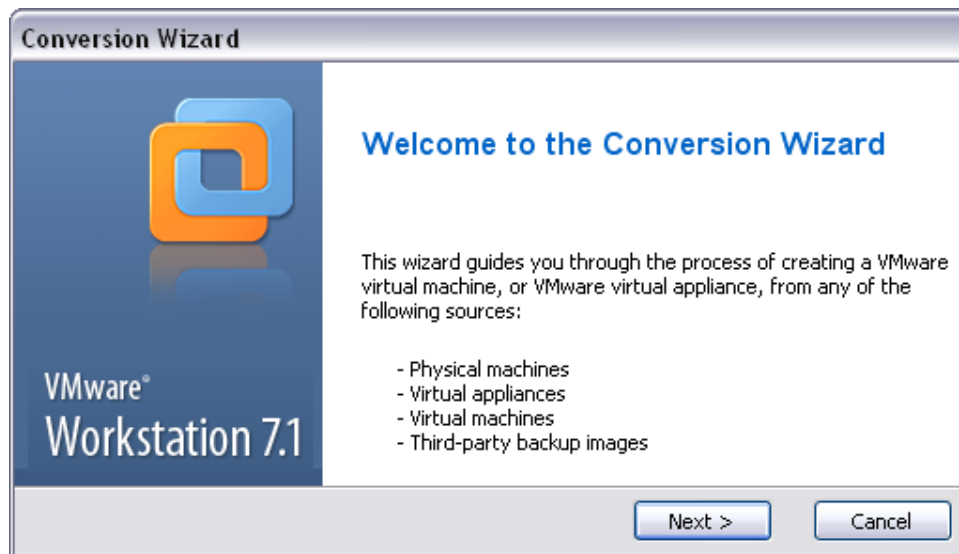 Conversion Wizard
Welcome to the Conversion Wizard
This wizard guides you through the process of creating a VMware
virtual machine, or VMware virtual appliance, from any of the
following sources:
- Physical machines
- Virtual appliances
- Virtual machines
- Third-party backup images
VMware®
Workstation 7.1
Next >
Cancel